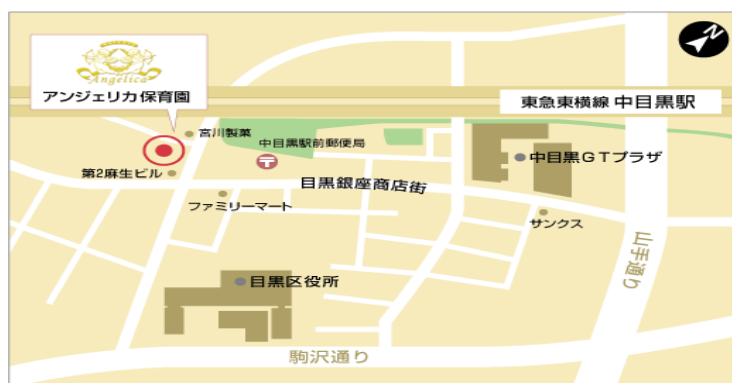 N
Angelica
アンジェリカ保育園
東急東横線 中目黒駅
宮川製菓
中目黒駅前郵便局
〒
中目黒GTプラザ
第2麻生ビル
目黒銀座商店街
ファミリーマート
サンクス
山手通り
目黒区役所
駒沢通り